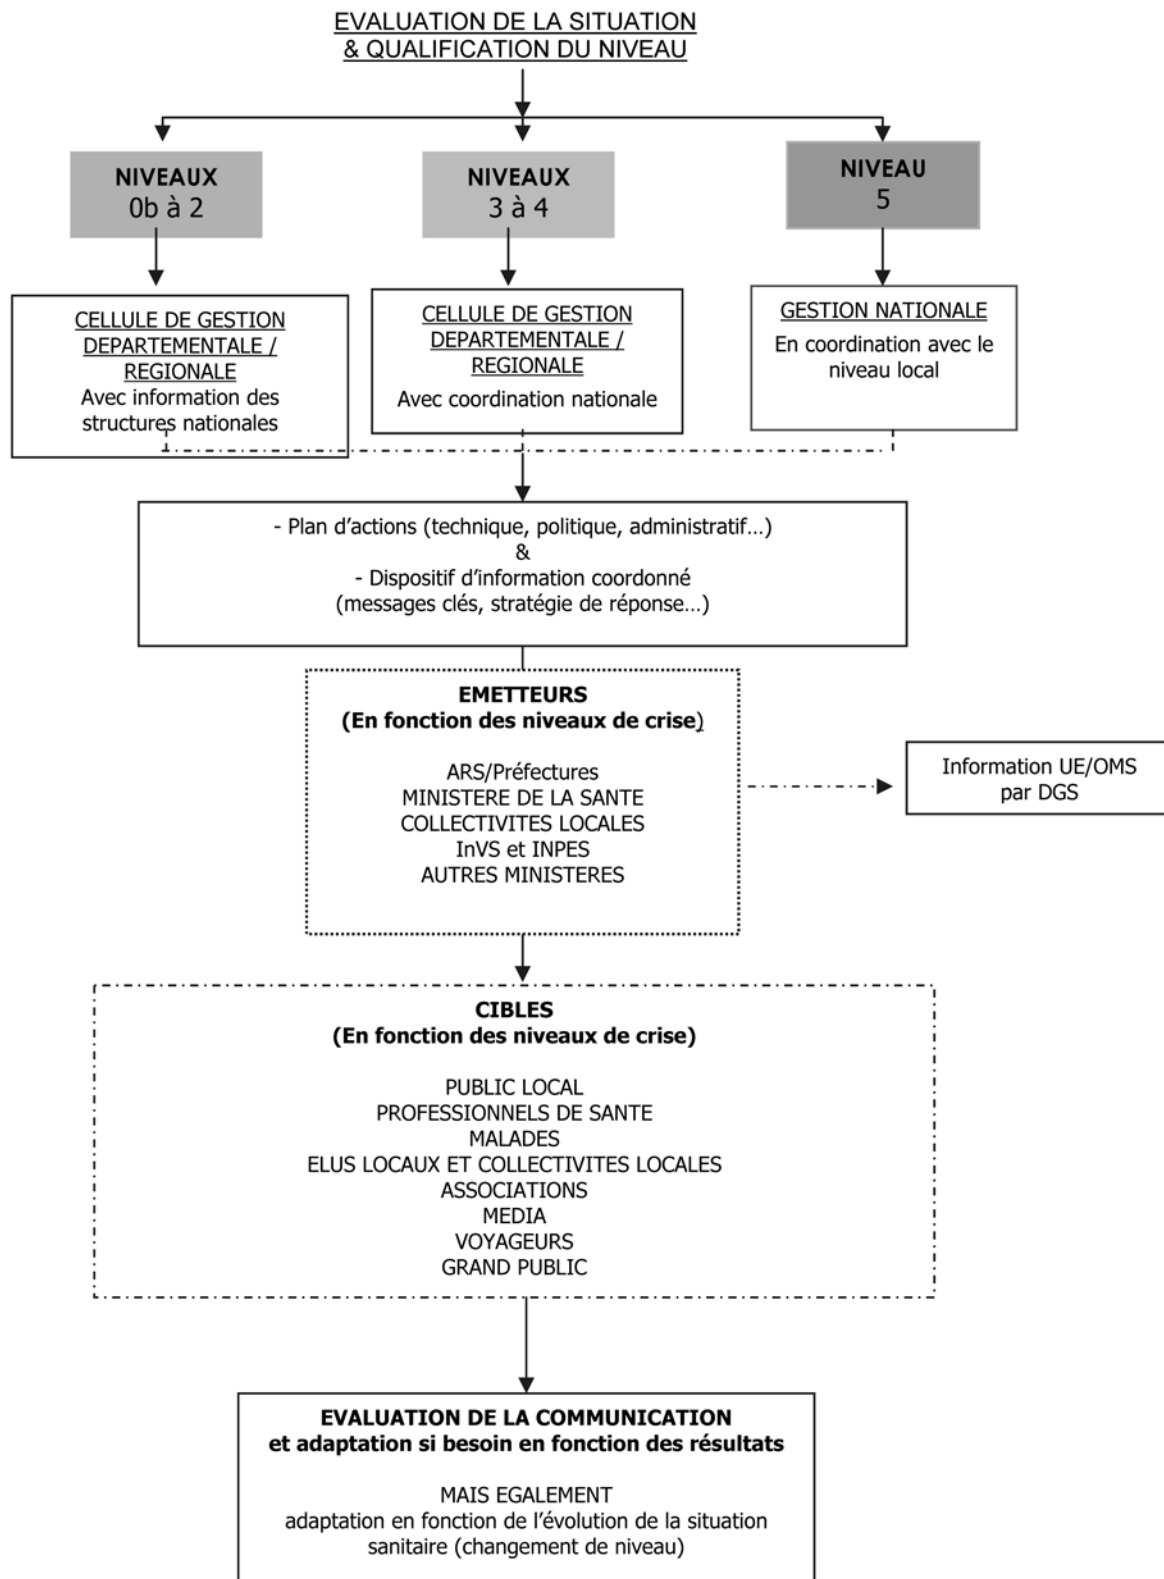 EVALUATION DE LA SITUATION
& QUALIFICATION DU NIVEAU
NIVEAUX
0b à 2
NIVEAUX
3 à 4
NIVEAU
5
CELLULE DE GESTION
DEPARTEMENTALE /
REGIONALE
Avec information des
structures nationales
CELLULE DE GESTION
DEPARTEMENTALE /
REGIONALE
Avec coordination nationale
GESTION NATIONALE
En coordination avec le
niveau local
- Plan d’actions (technique, politique, administratif…)
&
- Dispositif d’information coordonné
(messages clés, stratégie de réponse…)
EMETTEURS
(En fonction des niveaux de crise)
ARS/Préfectures
MINISTERE DE LA SANTE
COLLECTIVITES LOCALES
InVS et INPES
AUTRES MINISTERES
Information UE/OMS
par DGS
CIBLES
(En fonction des niveaux de crise)
PUBLIC LOCAL
PROFESSIONNELS DE SANTE
MALADES
ELUS LOCAUX ET COLLECTIVITES LOCALES
ASSOCIATIONS
MEDIA
VOYAGEURS
GRAND PUBLIC
EVALUATION DE LA COMMUNICATION
et adaptation si besoin en fonction des résultats
MAIS EGALEMENT
adaptation en fonction de l’évolution de la situation
sanitaire (changement de niveau)